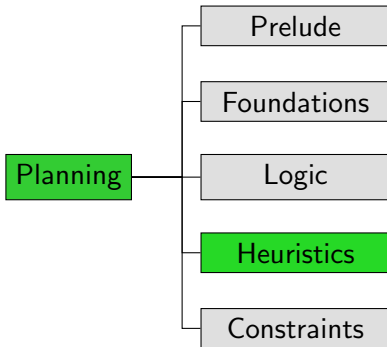 Prelude
Foundations
Planning
Logic
Heuristics
Constraints